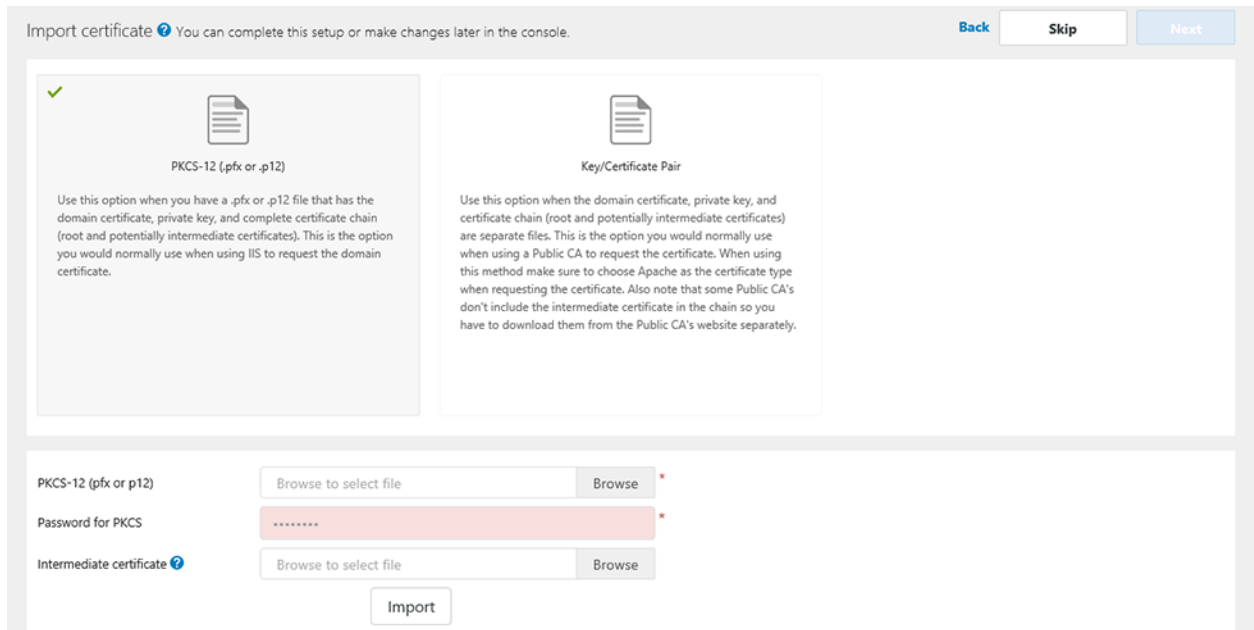 Import certificate ? You can complete this setup or make changes later in the console.
Back
Skip
Next
PKCS-12 (.pfx or .p12)
Use this option when you have a .pfx or .p12 file that has the
domain certificate, private key, and complete certificate chain
(root and potentially intermediate certificates). This is the option
you would normally use when using IIS to request the domain
certificate.
Key/Certificate Pair
Use this option when the domain certificate, private key, and
certificate chain (root and potentially intermediate certificates)
are separate files. This is the option you would normally use
when using a Public CA to request the certificate. When using
this method make sure to choose Apache as the certificate type
when requesting the certificate. Also note that some Public CA's
don't include the intermediate certificate in the chain so you
have to download them from the Public CA's website separately.
PKCS-12 (pfx or p12)
Browse to select file
Browse
*
Password for PKCS
••••••••
*
Intermediate certificate ?
Browse to select file
Browse
Import